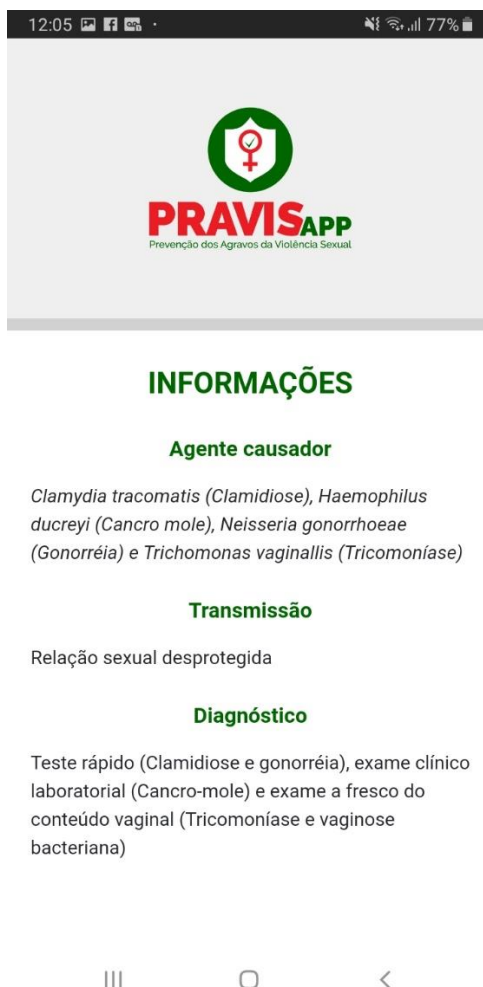 12:05
77%
PRAVISAPP
Prevenção dos Agravos da Violência Sexual
INFORMAÇÕES
Agente causador
Clamydia tracomatis (Clamidiose), Haemophilus
ducreyi (Cancro mole), Neisseria gonorrhoeae
(Gonorréia) e Trichomonas vaginallis (Tricomoníase)
Transmissão
Relação sexual desprotegida
Diagnóstico
Teste rápido (Clamidiose e gonorréia), exame clínico
laboratorial (Cancro-mole) e exame a fresco do
conteúdo vaginal (Tricomoníase e vaginose
bacteriana)